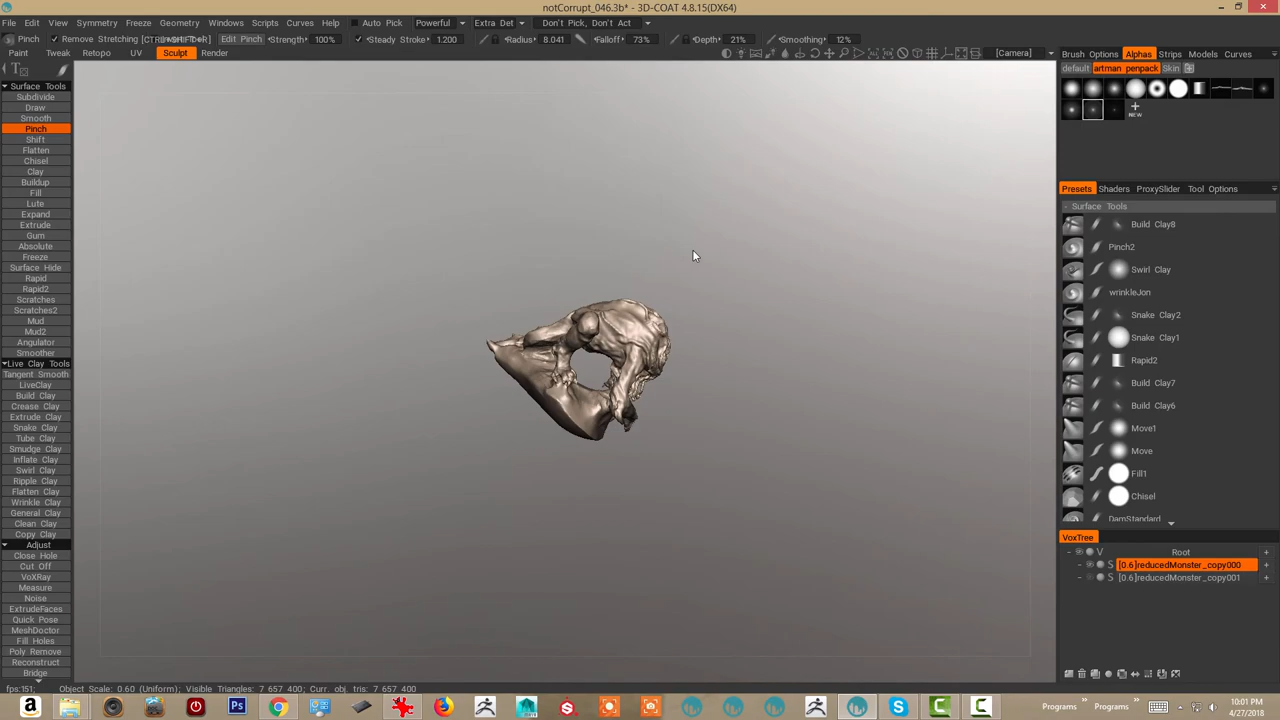 notCorrupt_046.3b* - 3D-COAT 4.8.15(DX64)
File Edit View Symmetry Freeze Geometry Windows Scripts Curves Help Auto Pick Powerful Extra Det Don't Pick, Don't Act
Pinch Remove Stretching Edit Pinch Strength: 100% Steady Stroke: 1.200 Radius: 8.041 Falloff: 73% Depth: 21% Smoothing: 12%
Paint Tweak Retopo UV Sculpt Render [Camera] Brush Options Alphas Strips Models Curves
default artman penpack Skin
NEW
Surface Tools
Subdivide
Draw
Smooth
Pinch
Shift
Flatten
Chisel
Clay
Buildup
Fill
Lute
Expand
Extrude
Gum
Absolute
Freeze
Surface Hide
Rapid
Rapid2
Scratches
Scratches2
Mud
Mud2
Angulator
Smoother
Live Clay Tools
Tangent Smooth
LiveClay
Build Clay
Crease Clay
Extrude Clay
Snake Clay
Tube Clay
Smudge Clay
Inflate Clay
Swirl Clay
Ripple Clay
Flatten Clay
Wrinkle Clay
General Clay
Clean Clay
Copy Clay
Adjust
Close Hole
Cut Off
VoXRay
Measure
Noise
ExtrudeFaces
Quick Pose
MeshDoctor
Fill Holes
Poly Remove
Reconstruct
Bridge
Presets Shaders ProxySlider Tool Options
Surface Tools
Build Clay8
Pinch2
Swirl Clay
wrinkleJon
Snake Clay2
Snake Clay1
Rapid2
Build Clay7
Build Clay6
Move1
Move
Fill1
Chisel
DamStandard
VoxTree
V Root
S [0.6]reducedMonster_copy000
S [0.6]reducedMonster_copy001
fps:151; Object Scale: 0.60 (Uniform); Visible Triangles: 7 657 400; Curr. obj. tris: 7 657 400
Programs Programs 10:01 PM
4/27/2018